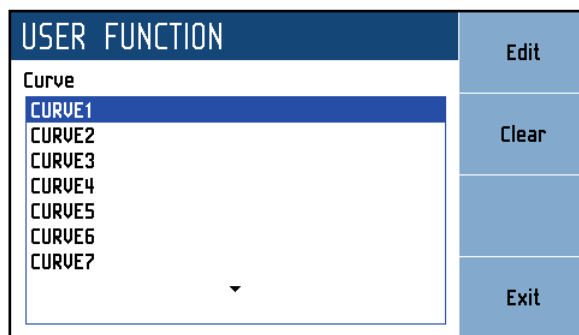 USER FUNCTION
Curve
CURVE1
CURVE2
CURVE3
CURVE4
CURVE5
CURVE6
CURVE7
Edit
Clear
Exit